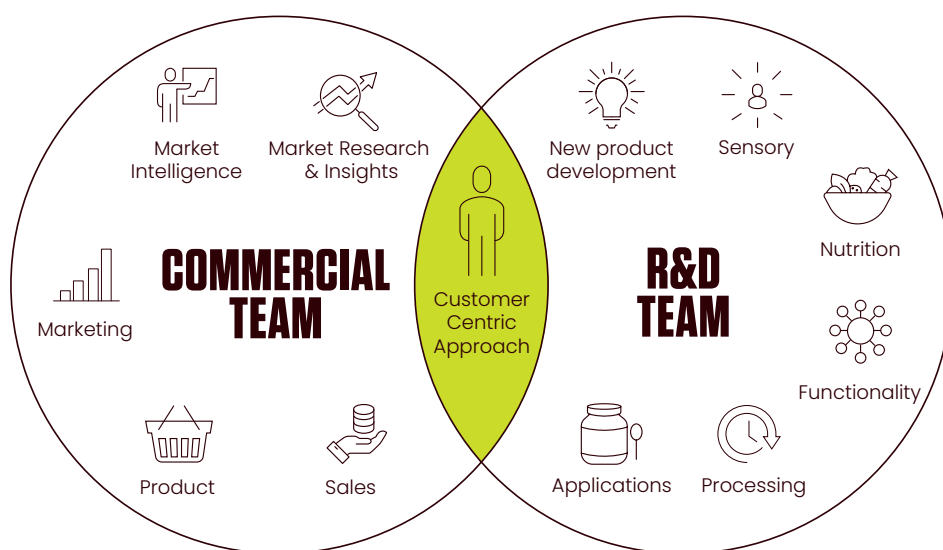 Market
Intelligence
Market Research
& Insights
Marketing
COMMERCIAL
TEAM
Product
Sales
Customer
Centric
Approach
New product
development
Sensory
Nutrition
R&D
TEAM
Functionality
Applications
Processing